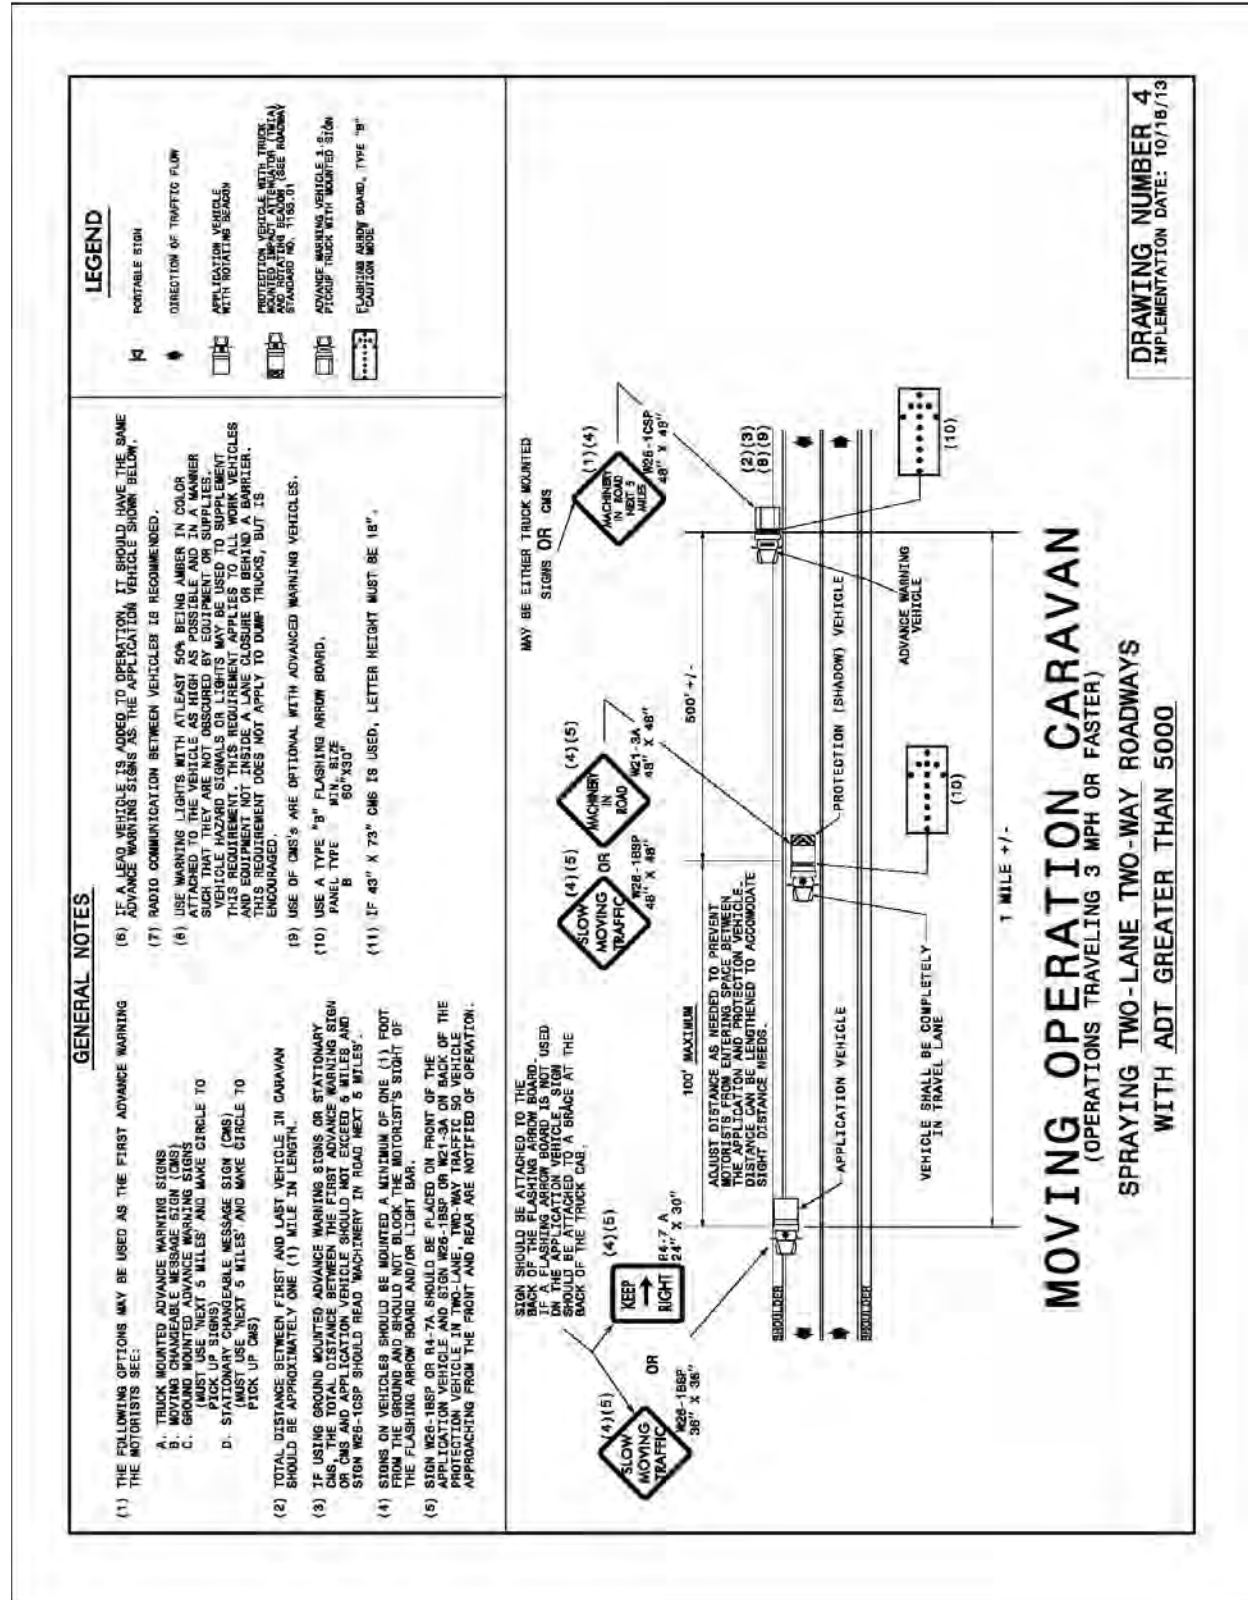 GENERAL NOTES
(1) THE FOLLOWING OPTIONS MAY BE USED AS THE FIRST ADVANCE WARNING
THE MOTORISTS SEE:
A. TRUCK MOUNTED ADVANCE WARNING SIGNS
B. MOVING CHANGEABLE MESSAGE SIGN (CMS)
C. GROUND MOUNTED ADVANCE WARNING SIGNS
(MUST USE 'NEXT 5 MILES' AND MAKE CIRCLE TO
PICK UP SIGNS)
D. STATIONARY CHANGEABLE MESSAGE SIGN (CMS)
(MUST USE 'NEXT 5 MILES' AND MAKE CIRCLE TO
PICK UP CMS)
(2) TOTAL DISTANCE BETWEEN FIRST AND LAST VEHICLE IN CARAVAN
SHOULD BE APPROXIMATELY ONE (1) MILE IN LENGTH.
(3) IF USING GROUND MOUNTED ADVANCE WARNING SIGNS OR STATIONARY
CMS, THE TOTAL DISTANCE BETWEEN THE FIRST ADVANCE WARNING SIGN
OR CMS AND APPLICATION VEHICLE SHOULD NOT EXCEED 5 MILES AND
SIGN W26-1CSP SHOULD READ 'MACHINERY IN ROAD NEXT 5 MILES'.
(4) SIGNS ON VEHICLES SHOULD BE MOUNTED A MINIMUM OF ONE (1) FOOT
FROM THE GROUND AND SHOULD NOT BLOCK THE MOTORIST'S SIGHT OF
THE FLASHING ARROW BOARD AND/OR LIGHT BAR.
(5) SIGN W26-1BSP OR R4-7A SHOULD BE PLACED ON FRONT OF THE
APPLICATION VEHICLE AND SIGN W26-1BSP OR W21-3A ON BACK OF THE
PROTECTION VEHICLE IN TWO-LANE, TWO-WAY TRAFFIC SO VEHICLE
APPROACHING FROM THE FRONT AND REAR ARE NOTIFIED OF OPERATION.
(6) IF A LEAD VEHICLE IS ADDED TO OPERATION, IT SHOULD HAVE THE SAME
ADVANCE WARNING SIGNS AS THE APPLICATION VEHICLE SHOWN BELOW.
(7) RADIO COMMUNICATION BETWEEN VEHICLES IS RECOMMENDED.
(8) USE WARNING LIGHTS WITH ATLEAST 50% BEING AMBER IN COLOR
ATTACHED TO THE VEHICLE AS HIGH AS POSSIBLE AND IN A MANNER
SUCH THAT THEY ARE NOT OBSCURED BY EQUIPMENT OR SUPPLIES.
VEHICLE HAZARD SIGNALS OR LIGHTS MAY BE USED TO SUPPLEMENT
THIS REQUIREMENT. THIS REQUIREMENT APPLIES TO ALL WORK VEHICLES
AND EQUIPMENT NOT INSIDE A LANE CLOSURE OR BEHIND A BARRIER.
THIS REQUIREMENT DOES NOT APPLY TO DUMP TRUCKS, BUT IS
ENCOURAGED.
(9) USE OF CMS's ARE OPTIONAL WITH ADVANCED WARNING VEHICLES.
(10) USE A TYPE "B" FLASHING ARROW BOARD.
PANEL TYPE MIN. SIZE
B 60"X30"
(11) IF 43" X 73" CMS IS USED, LETTER HEIGHT MUST BE 18".
LEGEND
PORTABLE SIGN
DIRECTION OF TRAFFIC FLOW
APPLICATION VEHICLE
WITH ROTATING BEACON
PROTECTION VEHICLE WITH TRUCK
MOUNTED IMPACT ATTENUATOR (TMIA)
AND ROTATING BEACON (SEE ROADWAY
STANDARD NO. 1165.01
ADVANCE WARNING VEHICLE I.E.,
PICKUP TRUCK WITH MOUNTED SIGN
FLASHING ARROW BOARD, TYPE "B"
"CAUTION MODE"
SIGN SHOULD BE ATTACHED TO THE
BACK OF THE FLASHING ARROW BOARD.
IF A FLASHING ARROW BOARD IS NOT USED
ON THE APPLICATION VEHICLE, SIGN
SHOULD BE ATTACHED TO A BRACE AT THE
BACK OF THE TRUCK CAB.
MAY BE EITHER TRUCK MOUNTED
SIGNS OR CMS
(4)(5)
SLOW
MOVING
TRAFFIC
W26-1BSP
36" X 36"
OR
(4)(5)
KEEP
RIGHT
R4-7 A
24" X 30"
(4)(5)
SLOW
MOVING
TRAFFIC
W26-1BSP
48" X 48"
OR
(4)(5)
MACHINERY
IN
ROAD
W21-3A
48" X 48"
(1)(4)
MACHINERY
IN ROAD
NEXT 5
MILES
W26-1CSP
48" X 48"
100' MAXIMUM
500' +/-
ADJUST DISTANCE AS NEEDED TO PREVENT
MOTORISTS FROM ENTERING SPACE BETWEEN
THE APPLICATION AND PROTECTION VEHICLE.
DISTANCE CAN BE LENGTHENED TO ACCOMODATE
SIGHT DISTANCE NEEDS.
(2)(3)
(8)(9)
SHOULDER
SHOULDER
APPLICATION VEHICLE
PROTECTION (SHADOW) VEHICLE
ADVANCE WARNING
VEHICLE
VEHICLE SHALL BE COMPLETELY
IN TRAVEL LANE
(10)
(10)
1 MILE +/-
MOVING OPERATION CARAVAN
(OPERATIONS TRAVELING 3 MPH OR FASTER)
SPRAYING TWO-LANE TWO-WAY ROADWAYS
WITH ADT GREATER THAN 5000
DRAWING NUMBER 4
IMPLEMENTATION DATE: 10/18/13